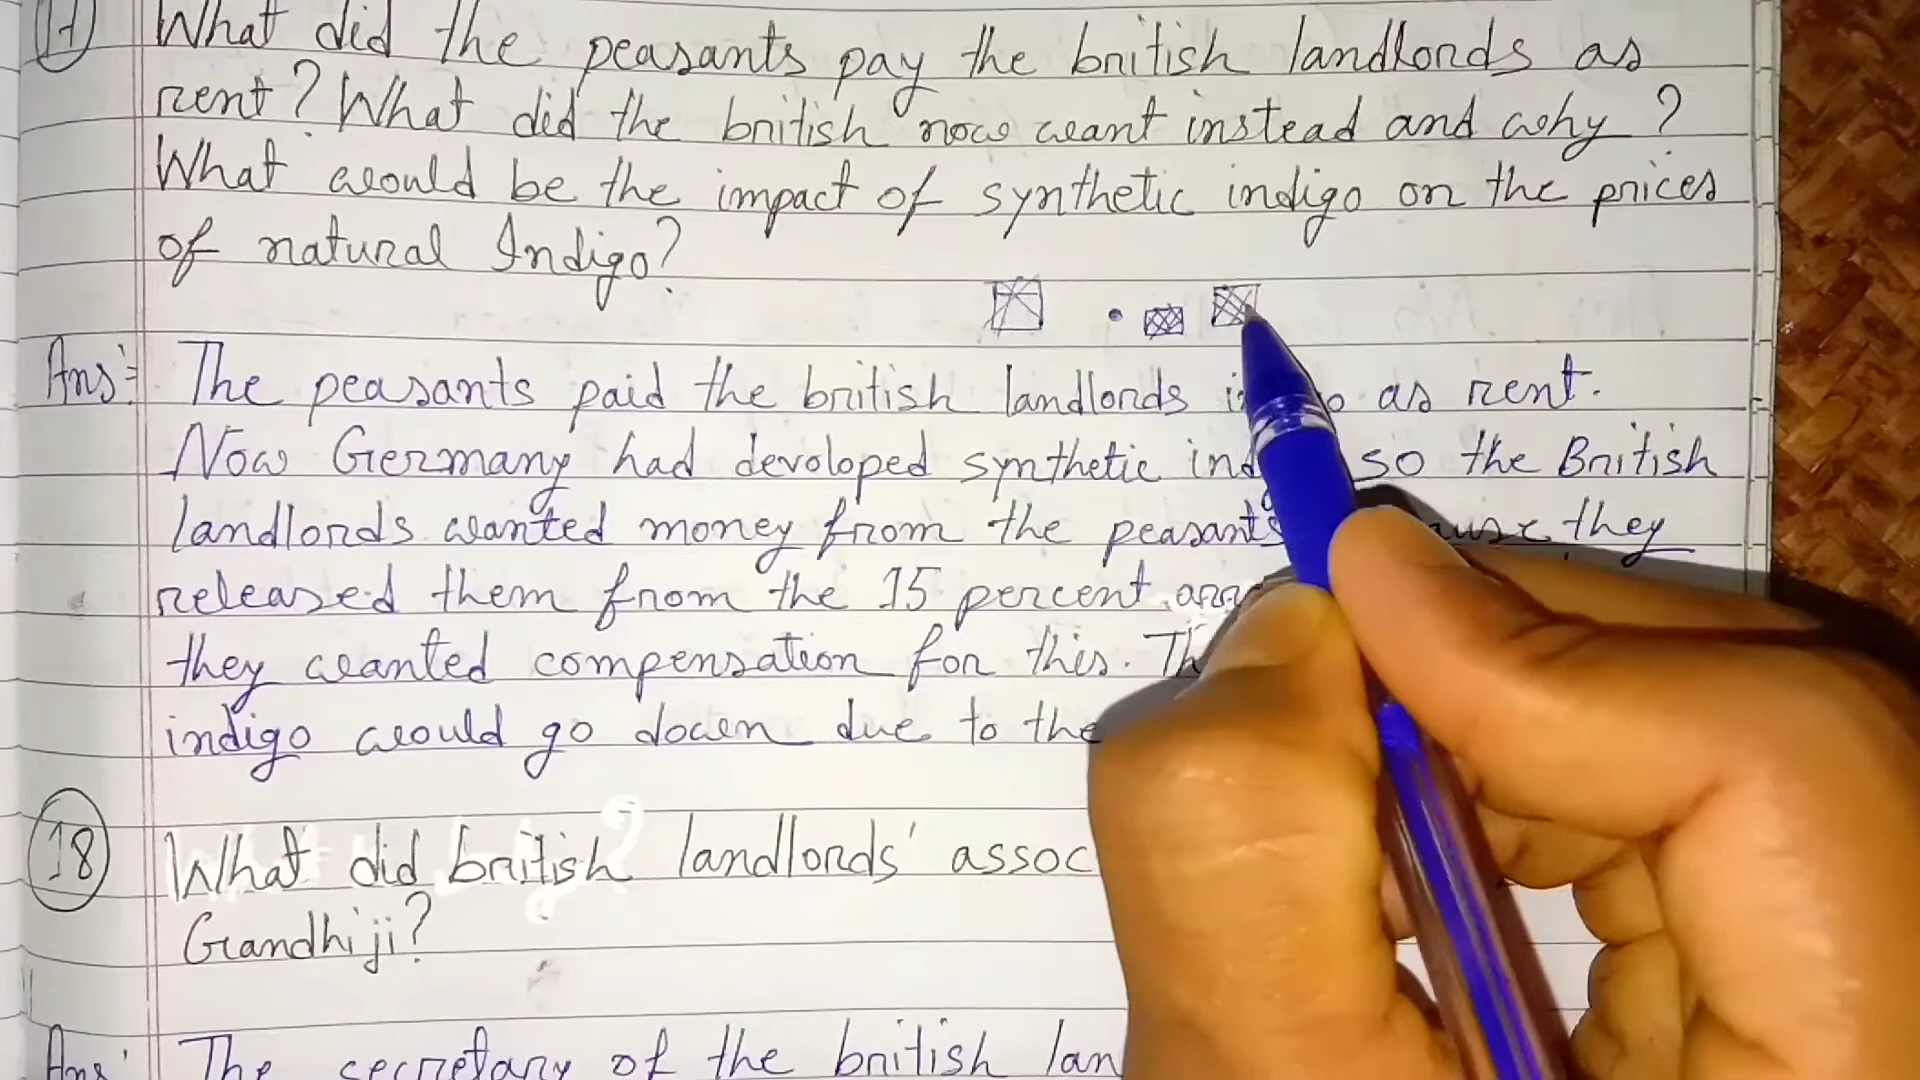 17 What did the peasants pay the british landlords as
rent? What did the british now want instead and why?
What would be the impact of synthetic indigo on the prices
of natural Indigo?
Ans: The peasants paid the british landlords as rent.
Now Germany had devoloped synthetic so the British
landlords wanted money from the peasants they
released them from the 15 percent
they wanted compensation for this.
indigo would go down due to the
18 What did british landlords'
Gandhiji?
Ans: The secretary of the british